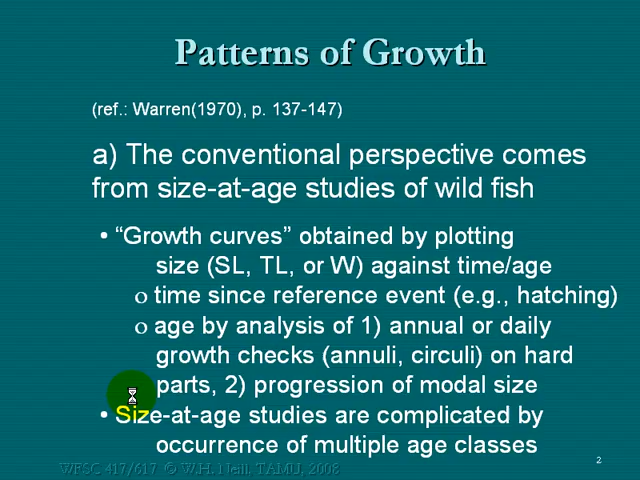 Patterns of Growth
(ref.: Warren(1970), p. 137-147)
a) The conventional perspective comes
from size-at-age studies of wild fish
• “Growth curves” obtained by plotting
size (SL, TL, or W) against time/age
o time since reference event (e.g., hatching)
o age by analysis of 1) annual or daily
growth checks (annuli, circuli) on hard
parts, 2) progression of modal size
• Size-at-age studies are complicated by
occurrence of multiple age classes
WFSC 417/617 © W.H. Neill, TAMU, 2008
2